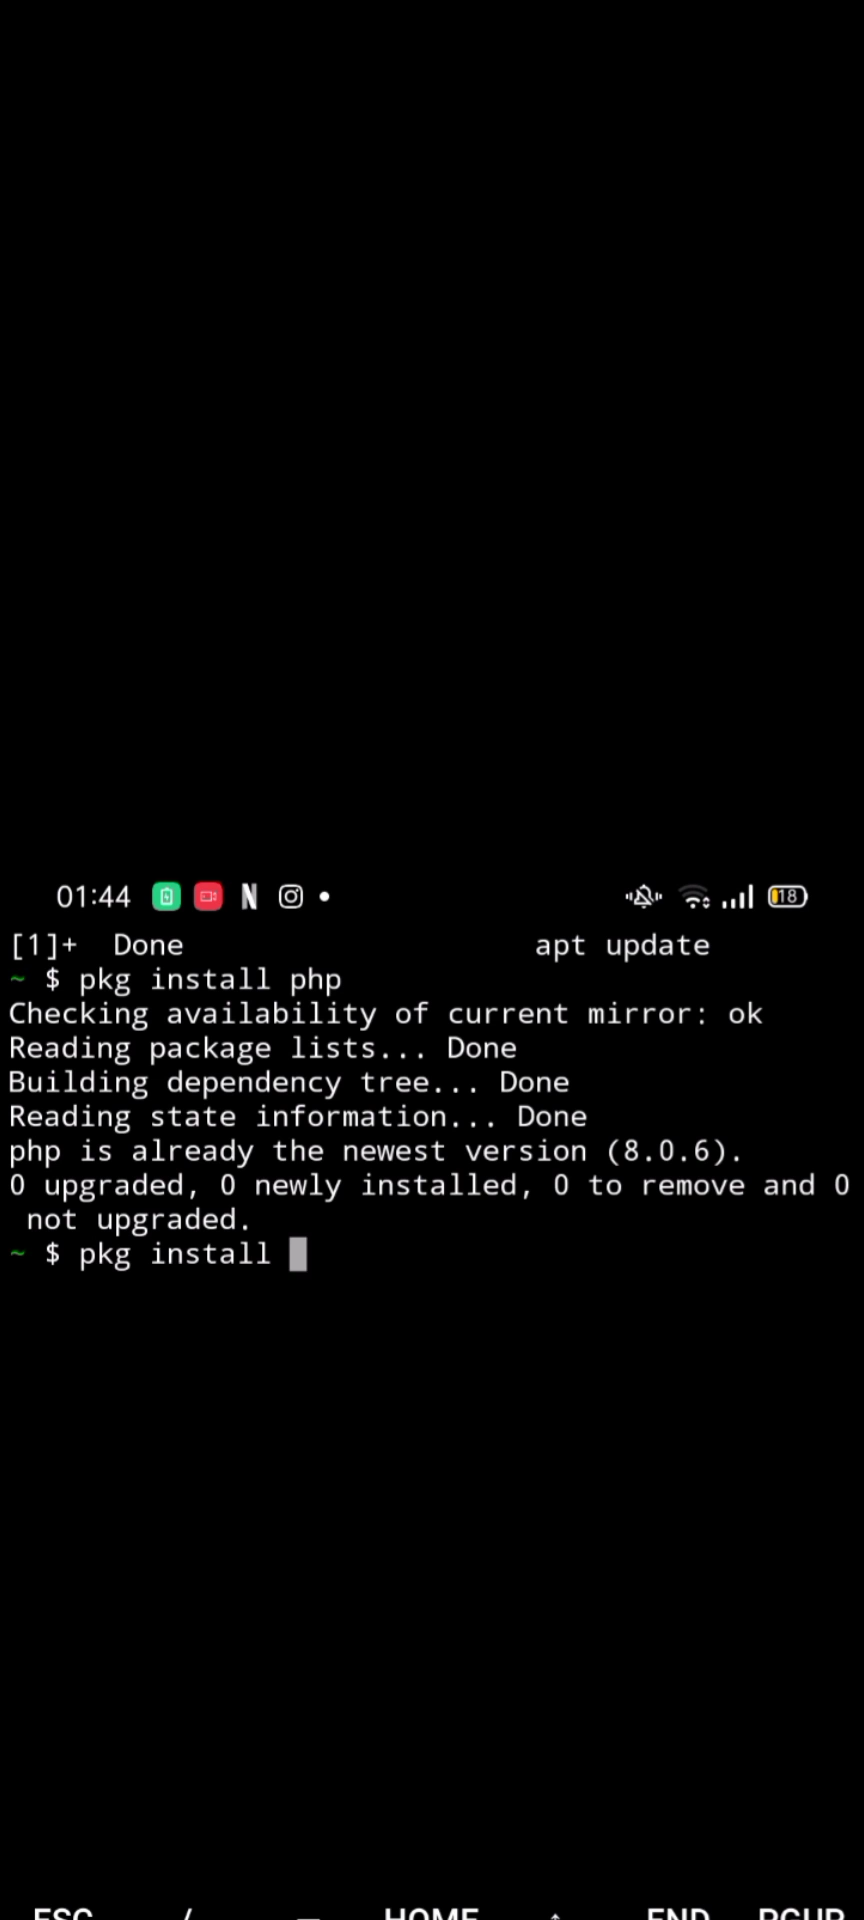 01:44 N 18
[1]+  Done                    apt update
~ $ pkg install php
Checking availability of current mirror: ok
Reading package lists... Done
Building dependency tree... Done
Reading state information... Done
php is already the newest version (8.0.6).
0 upgraded, 0 newly installed, 0 to remove and 0
 not upgraded.
~ $ pkg install
ESC / — HOME ↑ END PGUP